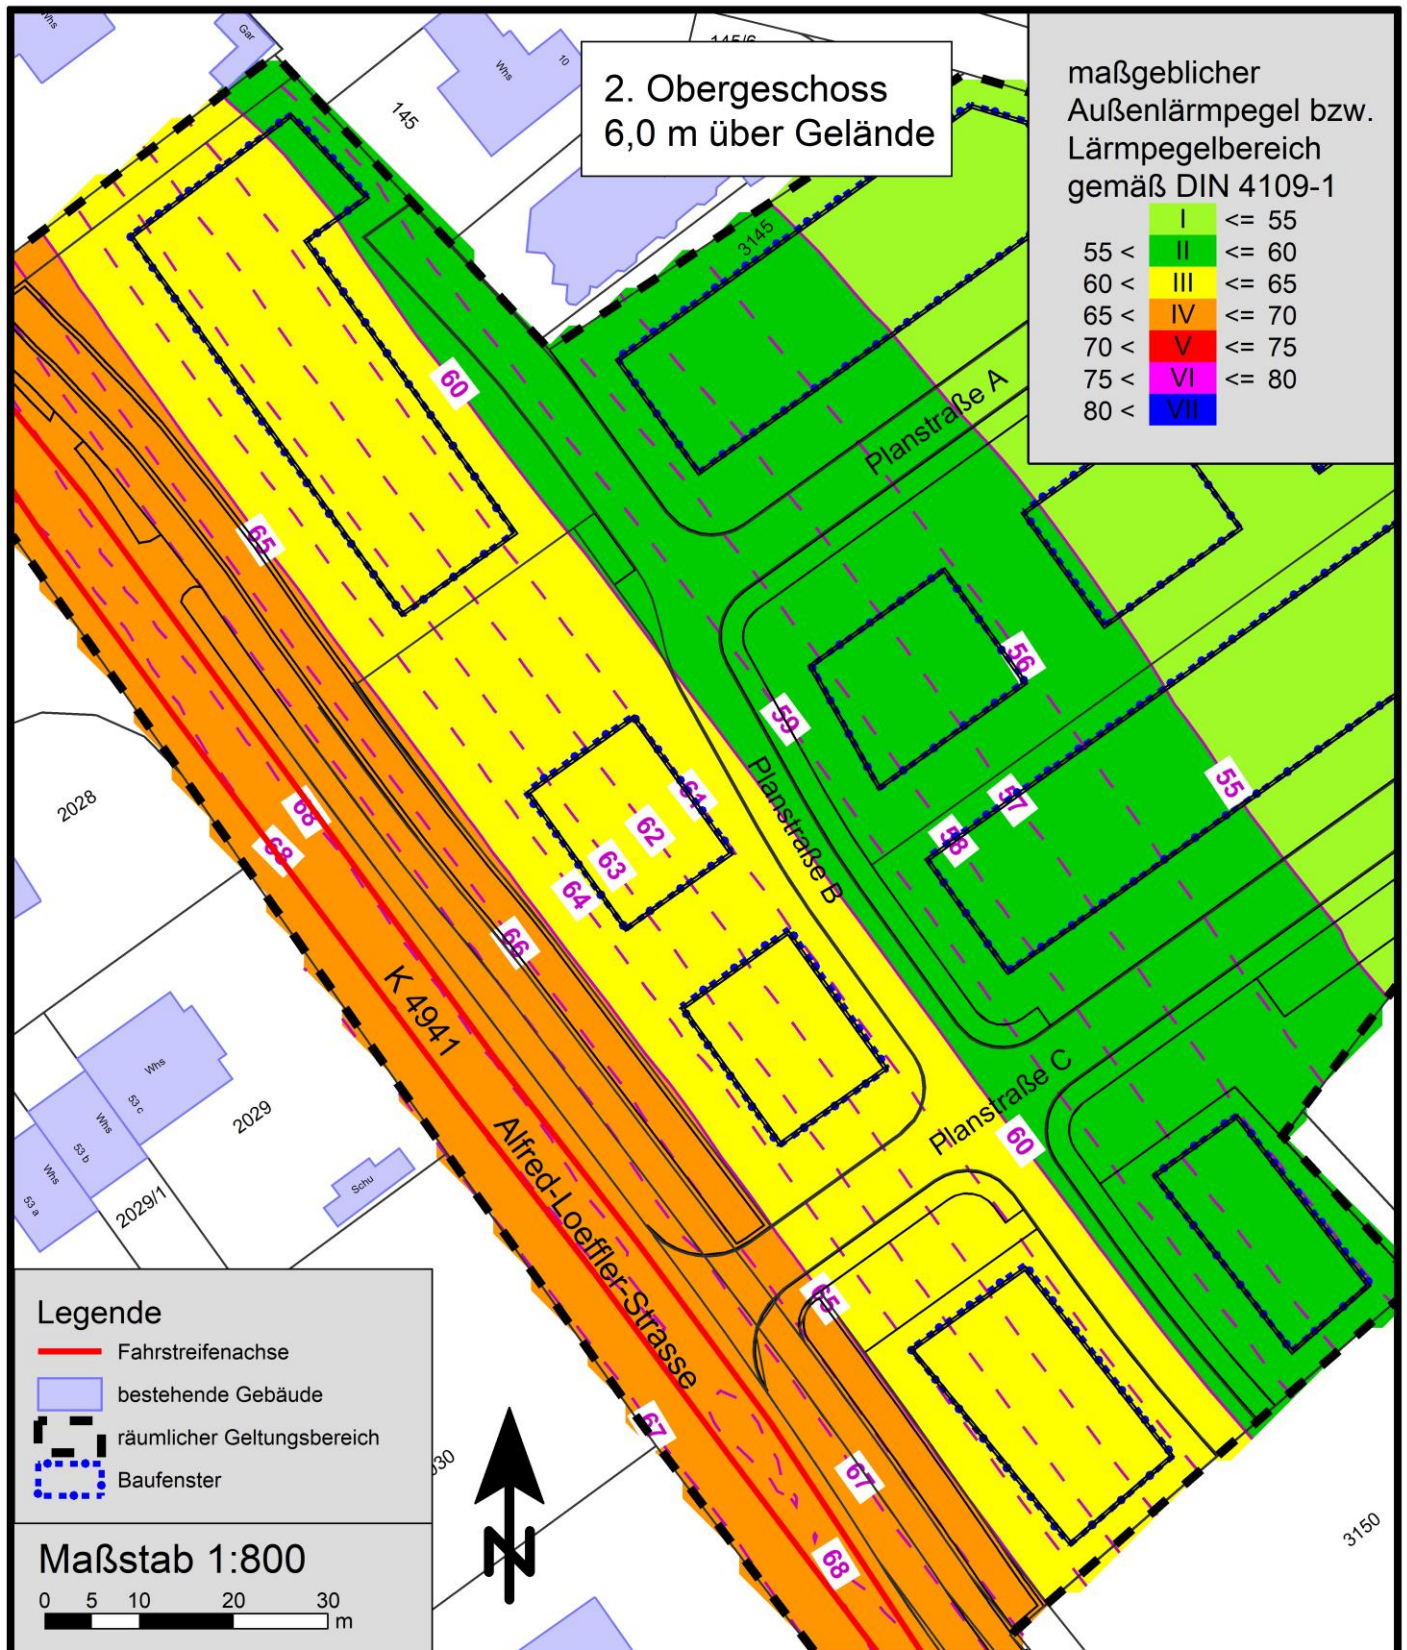 Whs
Gar
Whs
10
145
145/6
2. Obergeschoss
6,0 m über Gelände
maßgeblicher
Außenlärmpegel bzw.
Lärmpegelbereich
gemäß DIN 4109-1
I <= 55
55 < II <= 60
60 < III <= 65
65 < IV <= 70
70 < V <= 75
75 < VI <= 80
80 < VII
3145
60
Planstraße A
65
56
59
Planstraße B
57
55
58
61
62
63
64
68
68
66
2028
K 4941
Alfred-Loeffler-Strasse
Planstraße C
60
Whs
53 c
Whs
53 b
Whs
53 a
2029
2029/1
Schu
65
67
67
68
3150
Legende
Fahrstreifenachse
bestehende Gebäude
räumlicher Geltungsbereich
Baufenster
Maßstab 1:800
0 5 10 20 30
m
N